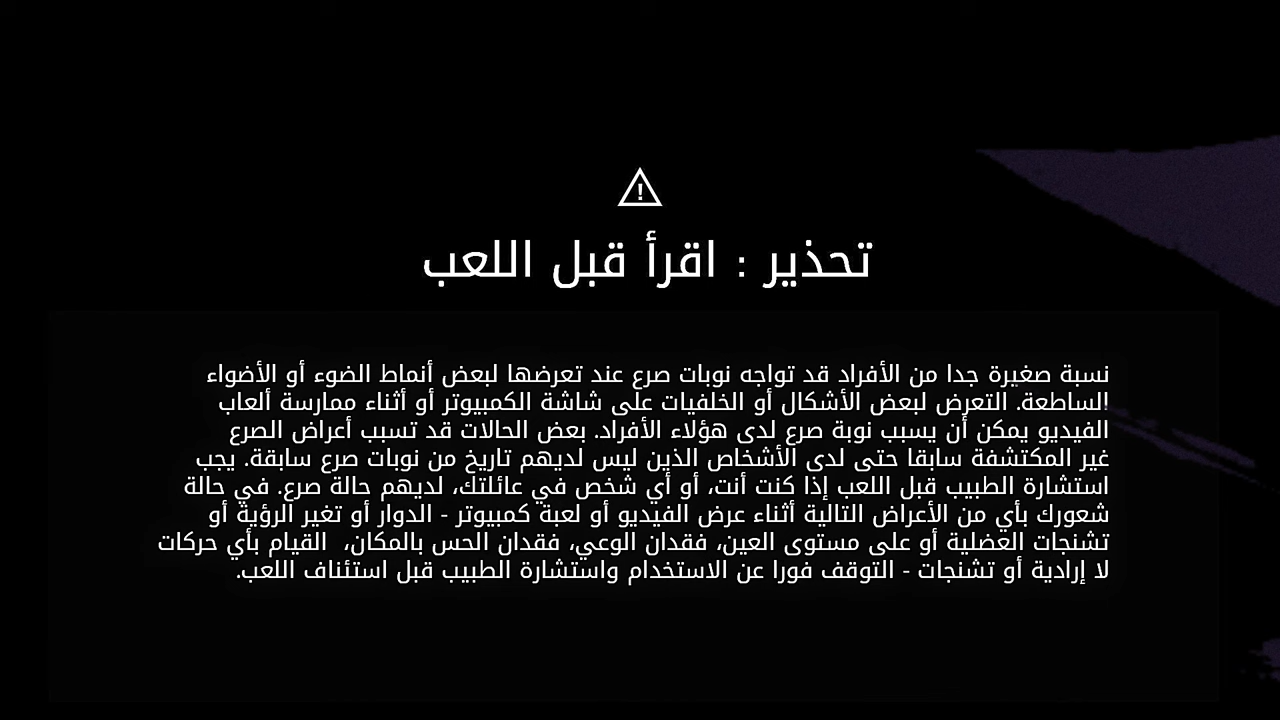 تحذير : اقرأ قبل اللعب
نسبة صغيرة جدا من الأفراد قد تواجه نوبات صرع عند تعرضها لبعض أنماط الضوء أو الأضواء
الساطعة. التعرض لبعض الأشكال أو الخلفيات على شاشة الكمبيوتر أو أثناء ممارسة ألعاب
الفيديو يمكن أن يسبب نوبة صرع لدى هؤلاء الأفراد. بعض الحالات قد تسبب أعراض الصرع
غير المكتشفة سابقا حتى لدى الأشخاص الذين ليس لديهم تاريخ من نوبات صرع سابقة. يجب
استشارة الطبيب قبل اللعب إذا كنت أنت، أو أي شخص في عائلتك، لديهم حالة صرع. في حالة
شعورك بأي من الأعراض التالية أثناء عرض الفيديو أو لعبة كمبيوتر - الدوار أو تغير الرؤية أو
تشنجات العضلية أو على مستوى العين، فقدان الوعي، فقدان الحس بالمكان، القيام بأي حركات
لا إرادية أو تشنجات - التوقف فورا عن الاستخدام واستشارة الطبيب قبل استئناف اللعب.